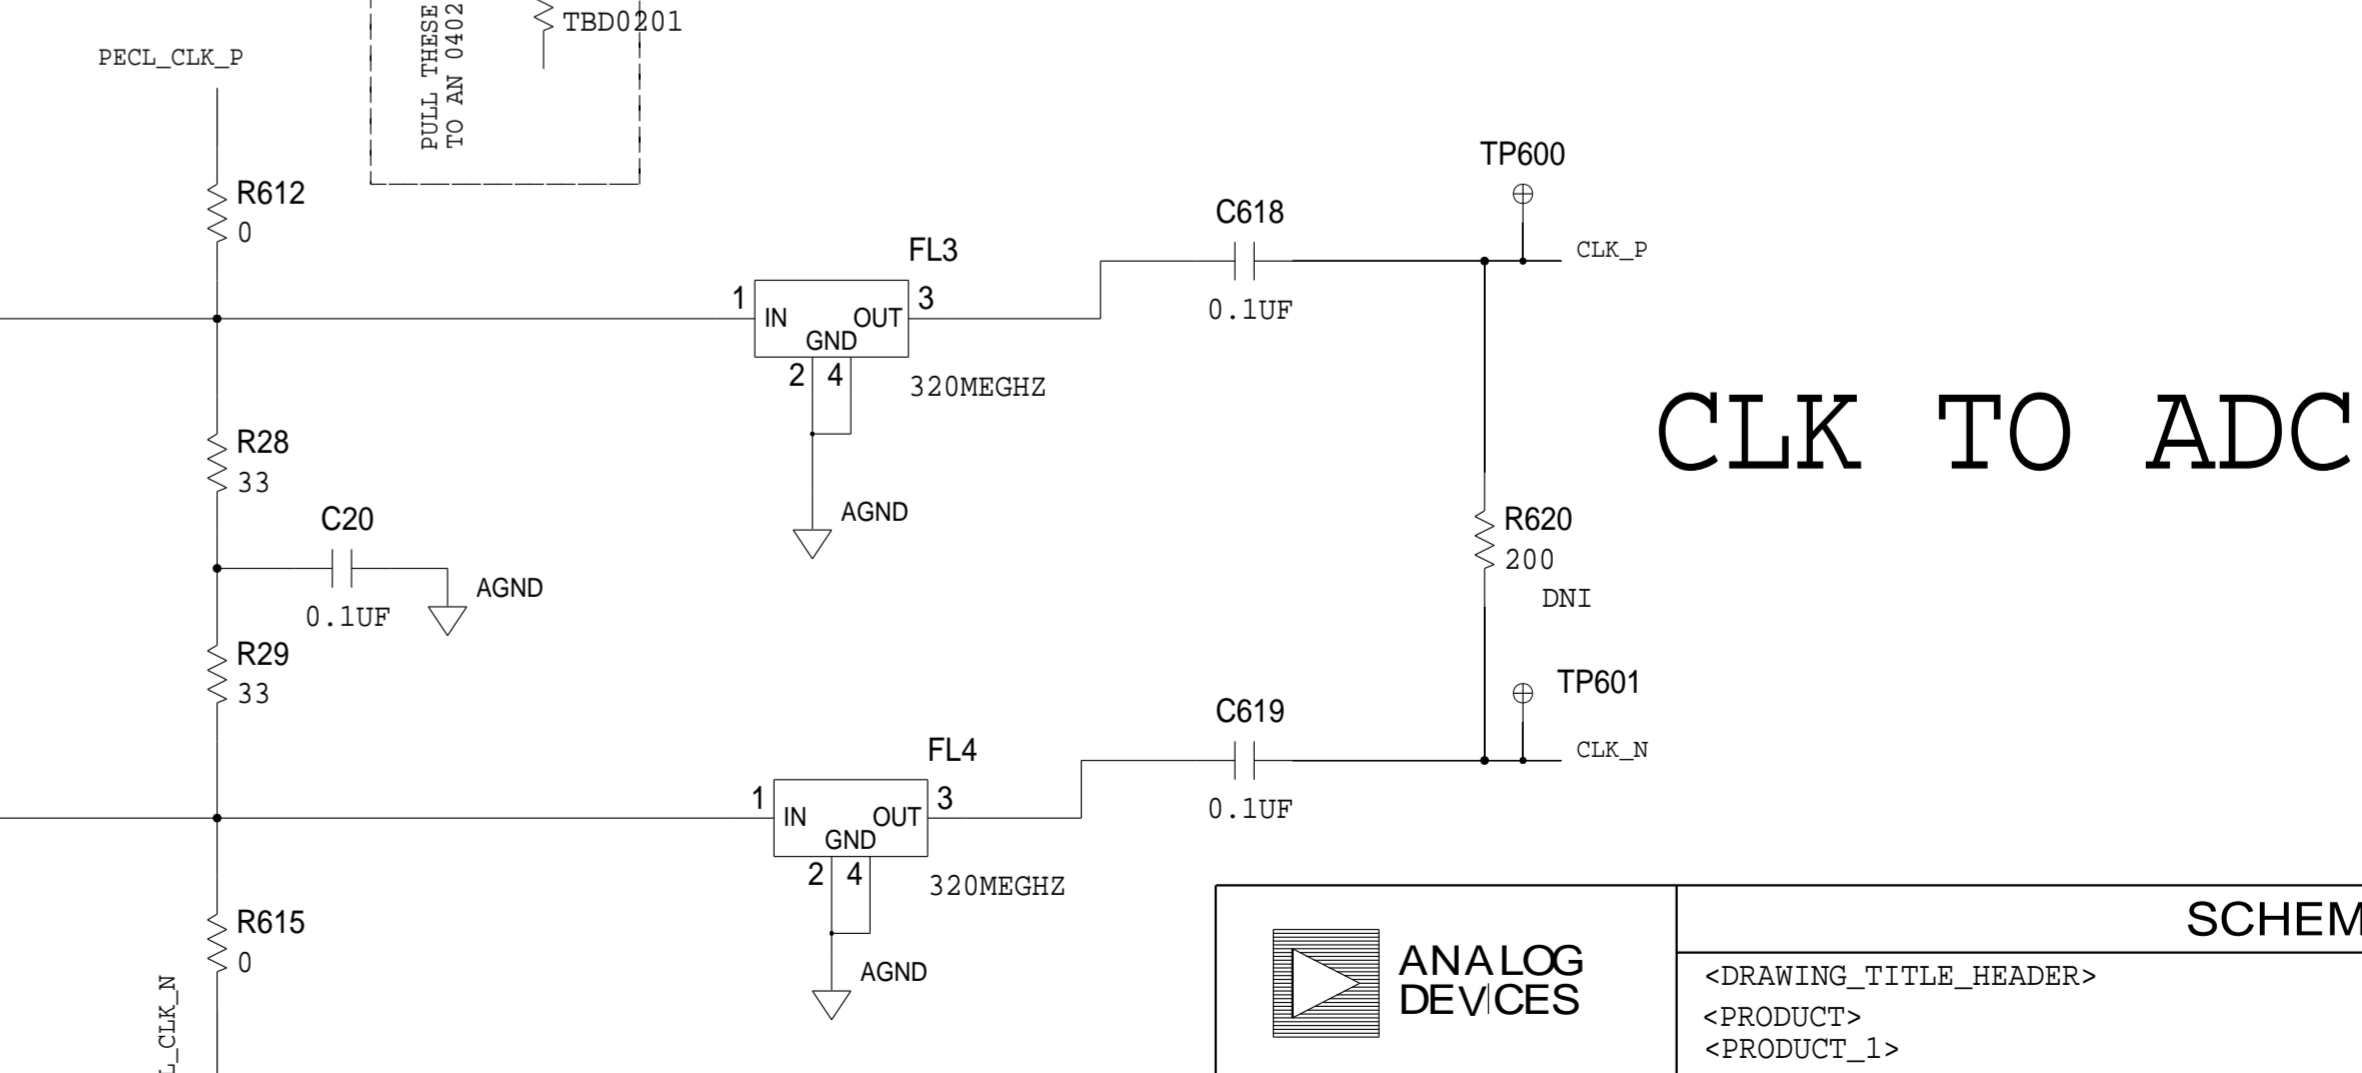 TBD0201
PULL THESE
TO AN 0402
PECL_CLK_P
R612
0
TP600
C618
CLK_P
0.1UF
FL3
1
IN
OUT
3
GND
2
4
320MEGHZ
AGND
CLK TO ADC
R28
33
C20
0.1UF
AGND
R29
33
R620
200
DNI
TP601
C619
CLK_N
0.1UF
FL4
1
IN
OUT
3
GND
2
4
320MEGHZ
AGND
R615
0
L_CLK_N
ANALOG
DEVICES
SCHEM
<DRAWING_TITLE_HEADER>
<PRODUCT>
<PRODUCT_1>